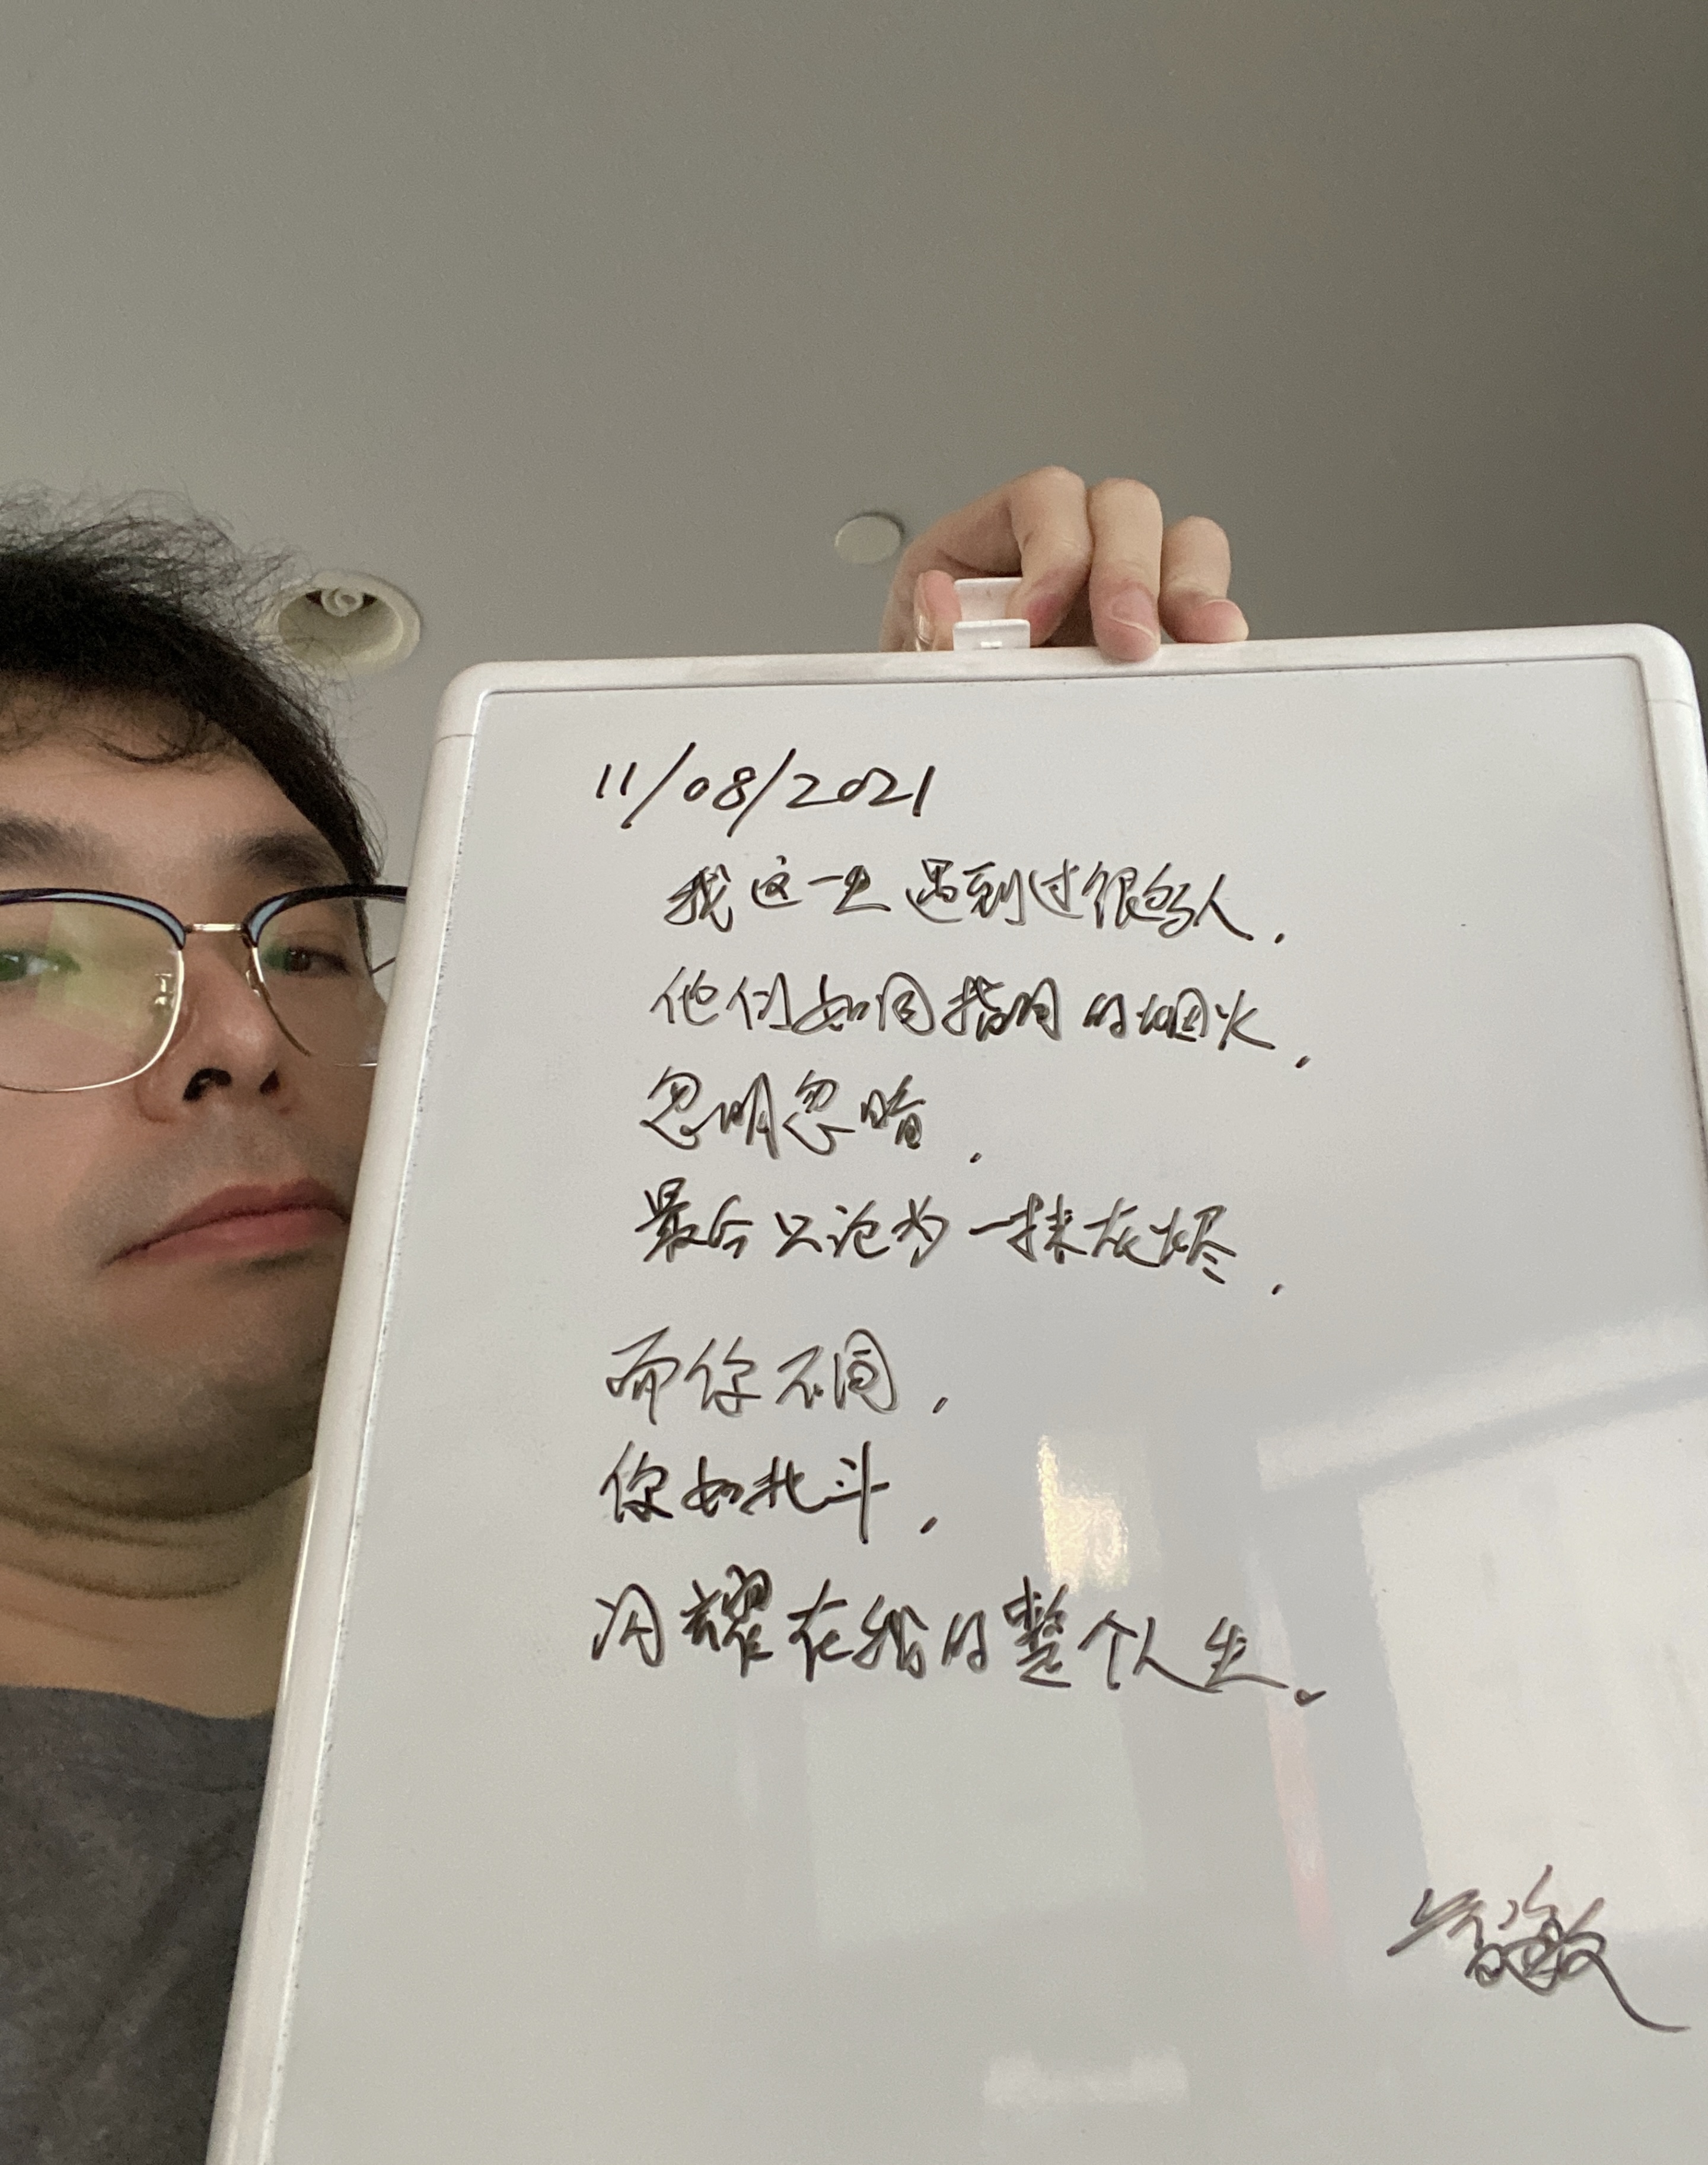 11/08/2021
我这一生遇到过很多人,
他们如同指间的烟火,
忽明忽暗,
最后只沦为一抹灰烬,
而你不同,
你如北斗,
闪耀在我的整个人生。